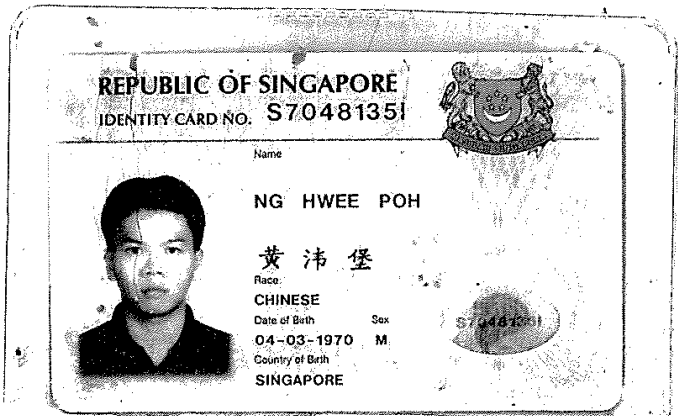 REPUBLIC OF SINGAPORE
IDENTITY CARD NO. S7048135I
Name
NG HWEE POH
黄沛堡
Race
CHINESE
Date of Birth Sex
04-03-1970 M
Country of Birth
SINGAPORE